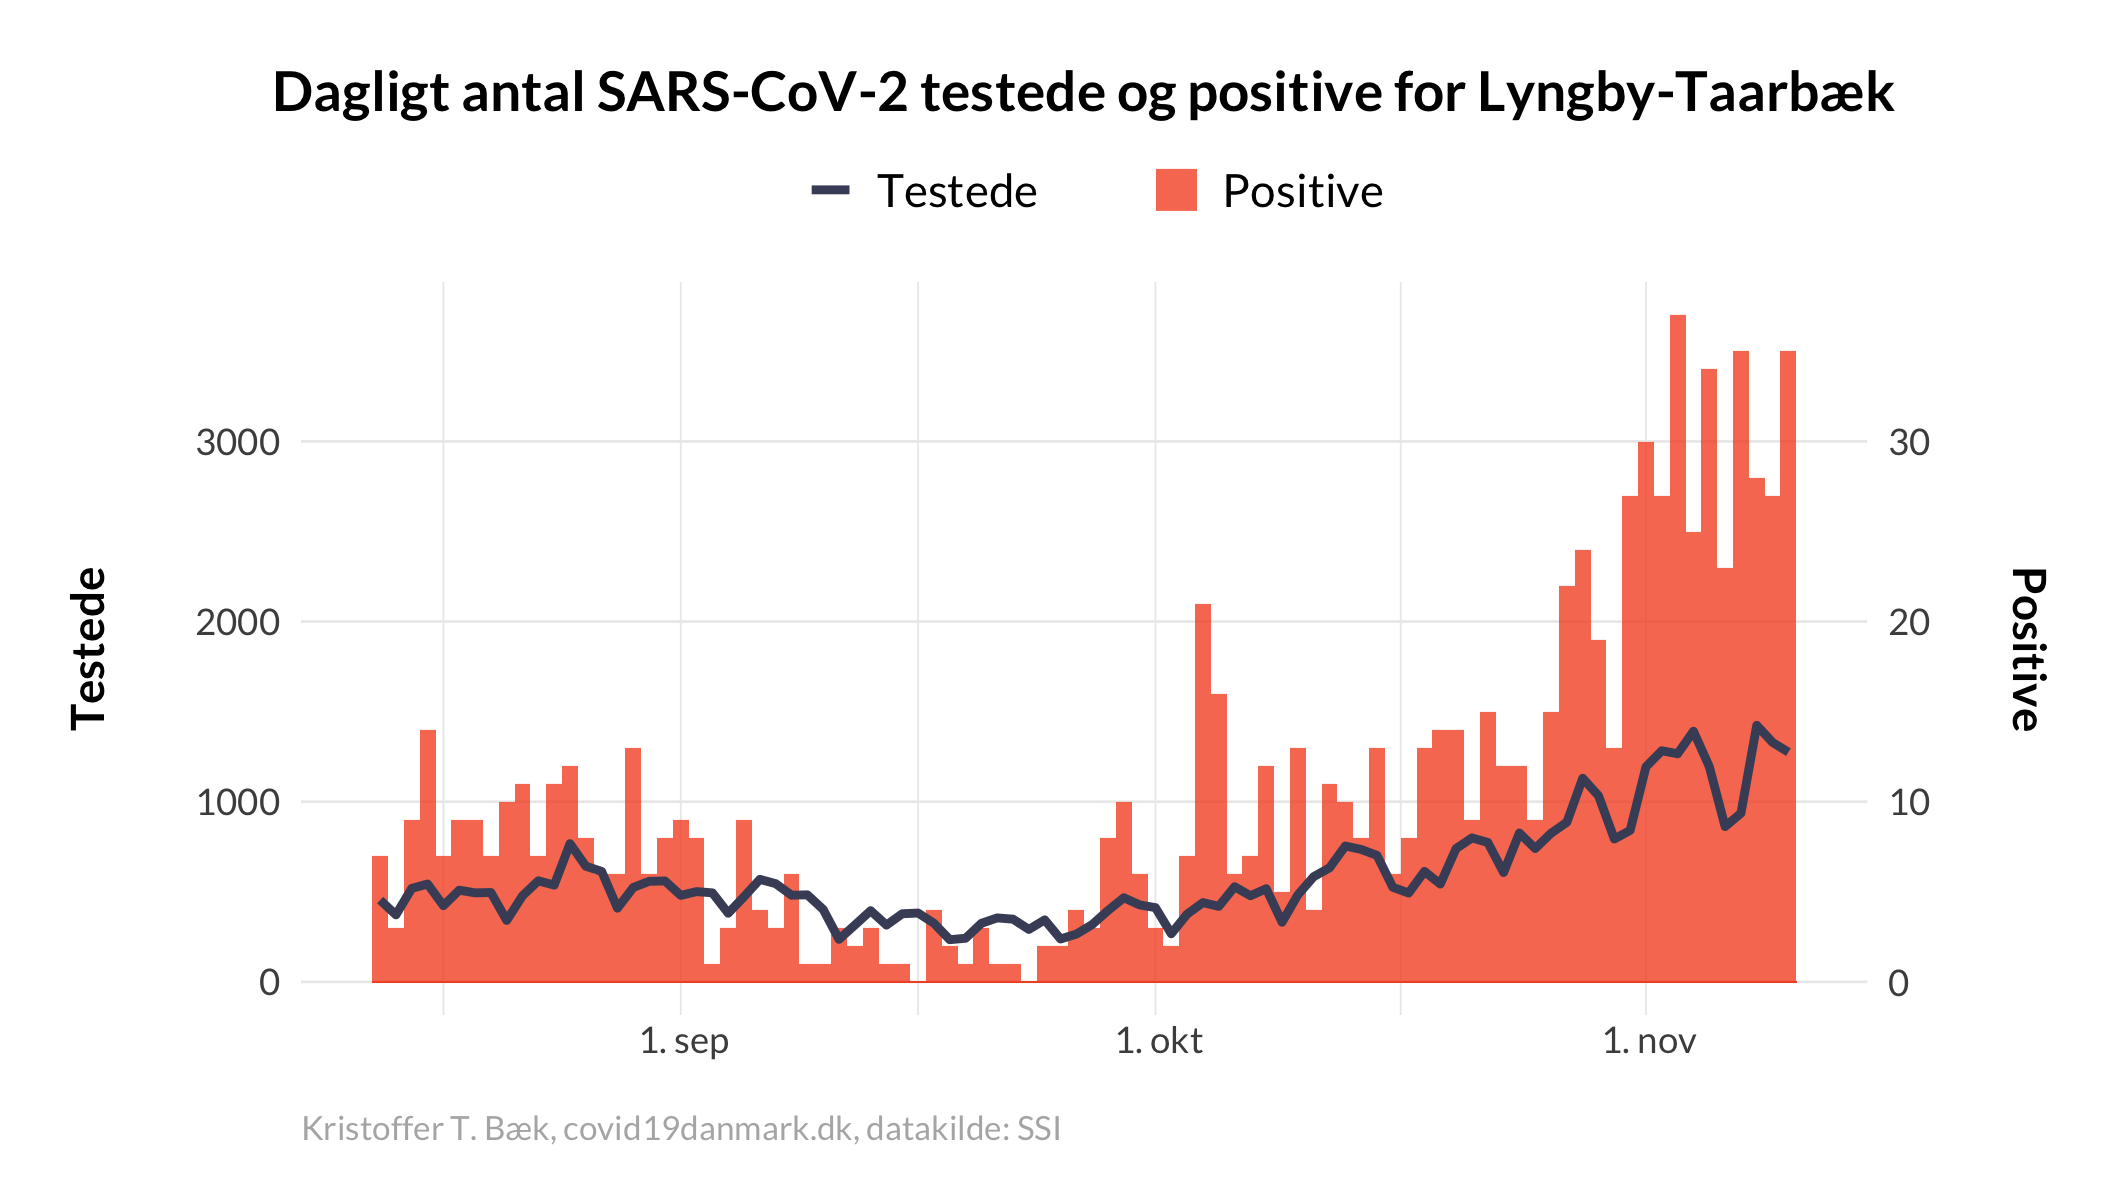 Dagligt antal SARS-CoV-2 testede og positive for Lyngby-Taarbæk
Testede Positive
Testede
Positive
3000
2000
1000
0
30
20
10
0
1. sep 1. okt 1. nov
Kristoffer T. Bæk, covid19danmark.dk, datakilde: SSI